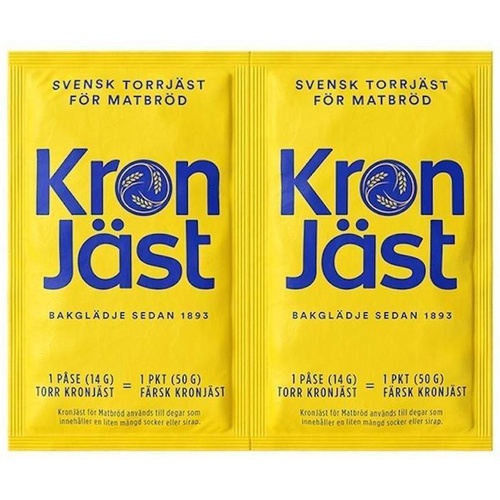 SVENSK TORRJÄST
FÖR MATBRÖD
Kron
Jäst
BAKGLÄDJE SEDAN 1893
1 PÅSE (14 G) = 1 PKT (50 G)
TORR KRONJÄST FÄRSK KRONJÄST
KronJäst för Matbröd används till degar som
innehåller en liten mängd socker eller sirap.
SVENSK TORRJÄST
FÖR MATBRÖD
Kron
Jäst
BAKGLÄDJE SEDAN 1893
1 PÅSE (14 G) = 1 PKT (50 G)
TORR KRONJÄST FÄRSK KRONJÄST
KronJäst för Matbröd används till degar som
innehåller en liten mängd socker eller sirap.